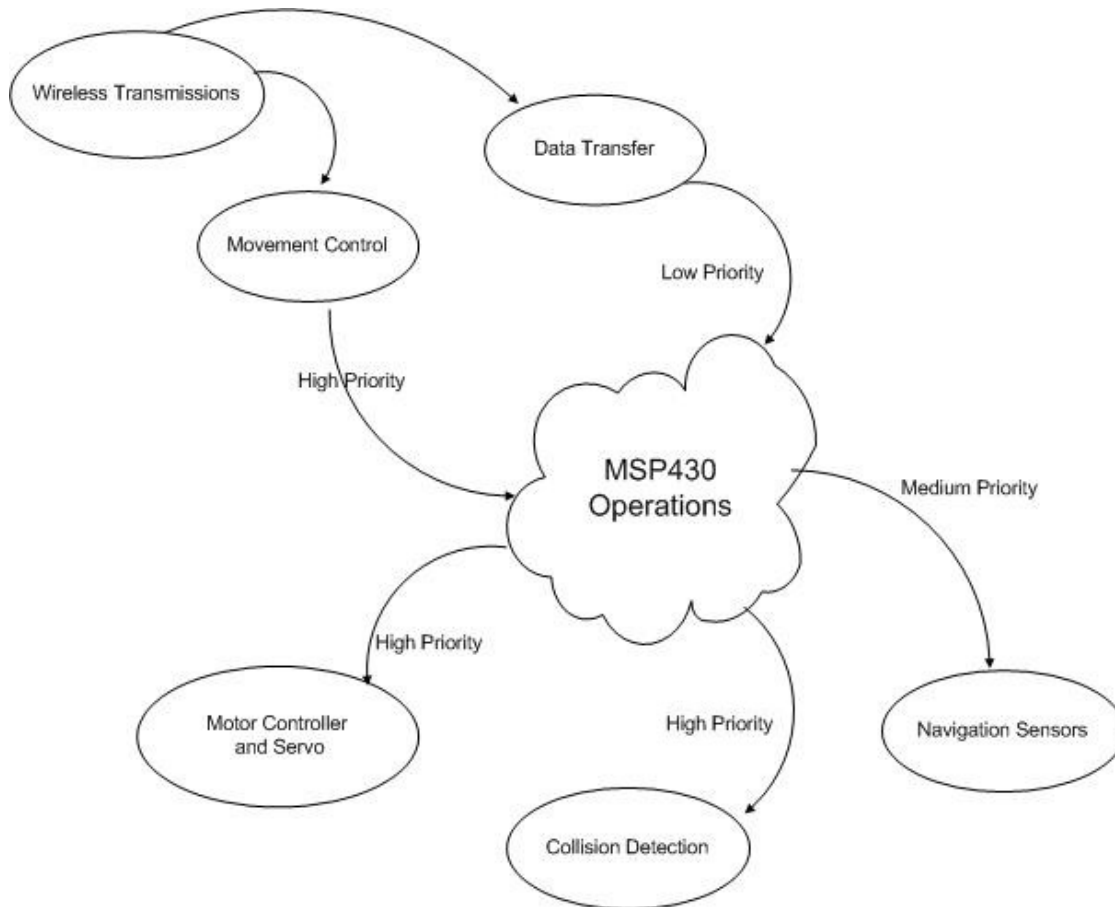 Wireless Transmissions
Data Transfer
Movement Control
Low Priority
High Priority
MSP430
Operations
Medium Priority
High Priority
Motor Controller
and Servo
High Priority
Navigation Sensors
Collision Detection